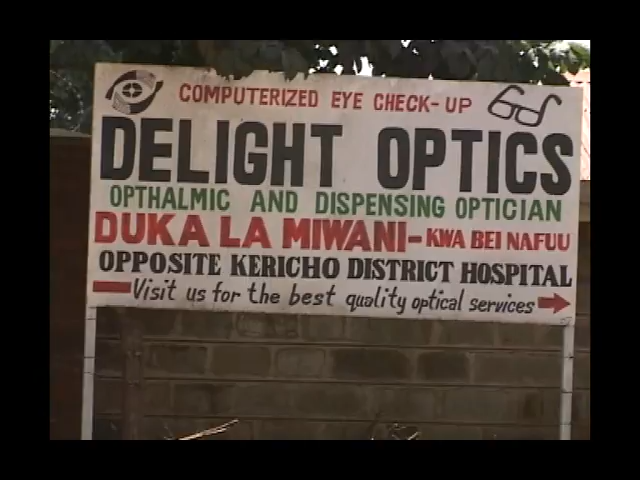 COMPUTERIZED EYE CHECK-UP
DELIGHT OPTICS
OPTHALMIC AND DISPENSING OPTICIAN
DUKA LA MIWANI-KWA BEI NAFUU
OPPOSITE KERICHO DISTRICT HOSPITAL
Visit us for the best quality optical services